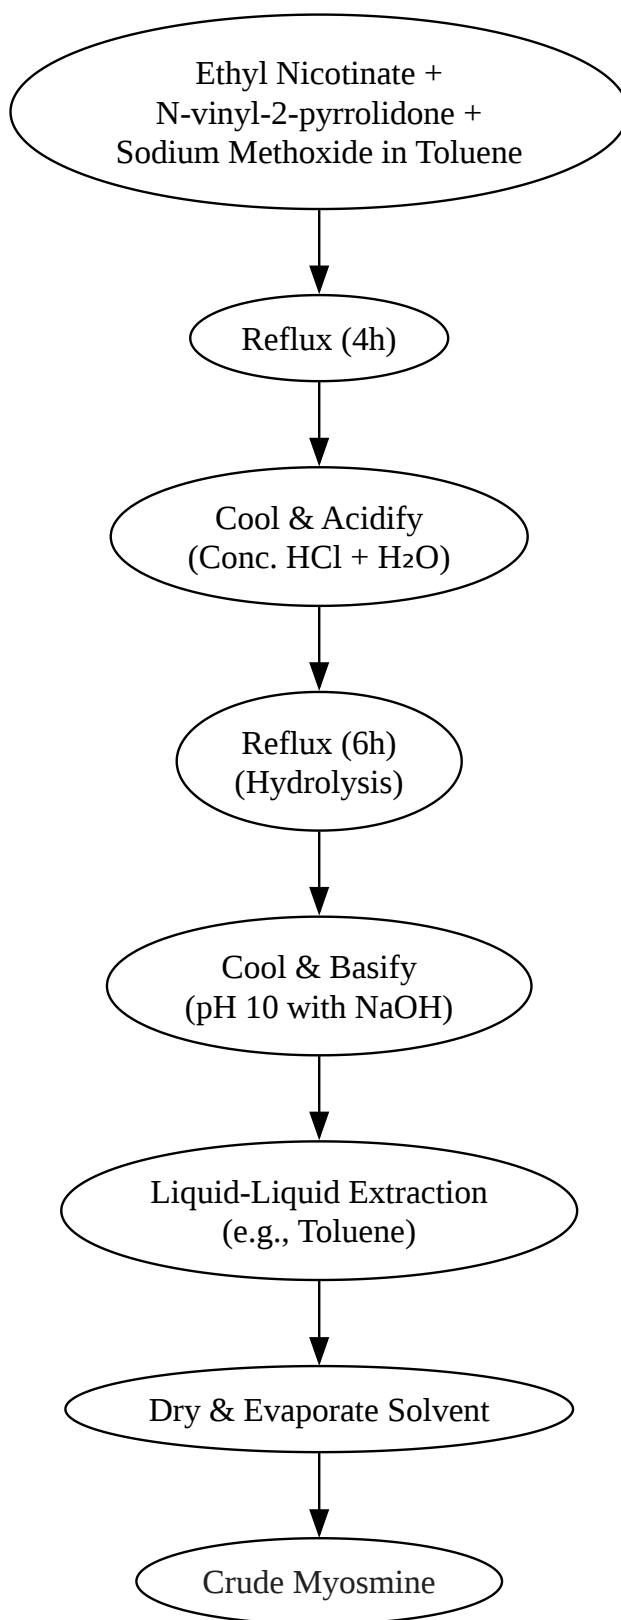 Ethyl Nicotinate +
N-vinyl-2-pyrrolidone +
Sodium Methoxide in Toluene
Reflux (4h)
Cool & Acidify
(Conc. HCl + H₂O)
Reflux (6h)
(Hydrolysis)
Cool & Basify
(pH 10 with NaOH)
Liquid-Liquid Extraction
(e.g., Toluene)
Dry & Evaporate Solvent
Crude Myosmine